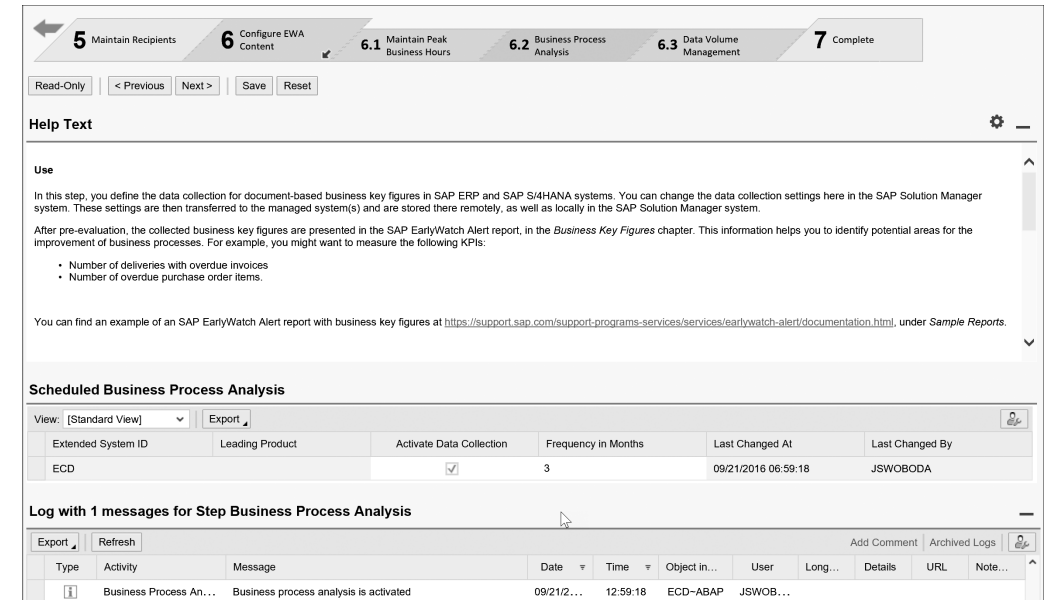 5 Maintain Recipients
6 Configure EWA
Content
6.1 Maintain Peak
Business Hours
6.2 Business Process
Analysis
6.3 Data Volume
Management
7 Complete
Read-Only < Previous Next > Save Reset
Help Text
Use
In this step, you define the data collection for document-based business key figures in SAP ERP and SAP S/4HANA systems. You can change the data collection settings here in the SAP Solution Manager
system. These settings are then transferred to the managed system(s) and are stored there remotely, as well as locally in the SAP Solution Manager system.
After pre-evaluation, the collected business key figures are presented in the SAP EarlyWatch Alert report, in the Business Key Figures chapter. This information helps you to identify potential areas for the
improvement of business processes. For example, you might want to measure the following KPIs:
• Number of deliveries with overdue invoices
• Number of overdue purchase order items.
You can find an example of an SAP EarlyWatch Alert report with business key figures at https://support.sap.com/support-programs-services/services/earlywatch-alert/documentation.html, under Sample Reports.
Scheduled Business Process Analysis
View: [Standard View] Export
Extended System ID Leading Product Activate Data Collection Frequency in Months Last Changed At Last Changed By
ECD 3 09/21/2016 06:59:18 JSWOBODA
Log with 1 messages for Step Business Process Analysis
Export Refresh Add Comment Archived Logs
Type Activity Message Date Time Object in... User Long... Details URL Note...
Business Process An... Business process analysis is activated 09/21/2... 12:59:18 ECD~ABAP JSWOB...